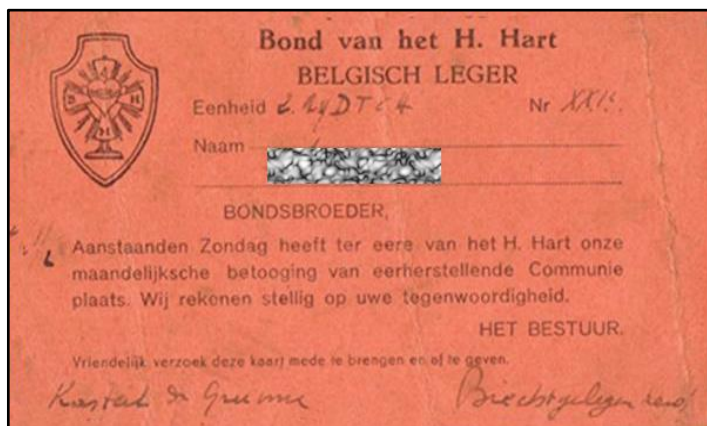 Bond van het H. Hart
BELGISCH LEGER
Eenheid Nr
Naam
BONDSBROEDER,
Aanstaanden Zondag heeft ter eere van het H. Hart onze
maandelijksche betooging van eerherstellende Communie
plaats. Wij rekenen stellig op uwe tegenwoordigheid.
HET BESTUUR.
Vriendelijk verzoek deze kaart mede te brengen en af te geven.